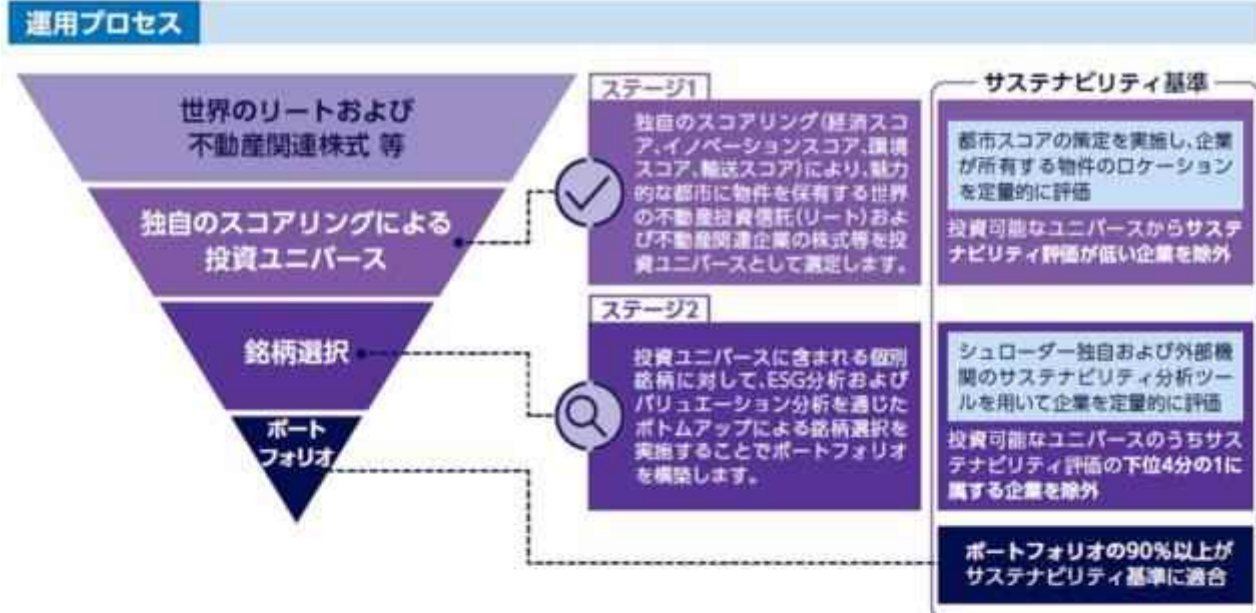 運用プロセス
世界のリートおよび
不動産関連株式 等
独自のスコアリングによる
投資ユニバース
銘柄選択
ポート
フォリオ
ステージ1
独自のスコアリング(経済スコ
ア、イノベーションスコア、環境
スコア、輸送スコア)により、魅力
的な都市に物件を保有する世界
の不動産投資信託(リート)およ
び不動産関連企業の株式等を投
資ユニバースとして選定します。
ステージ2
投資ユニバースに含まれる個別
銘柄に対して、ESG分析および
バリュエーション分析を通じた
ボトムアップによる銘柄選択を
実施することでポートフォリオ
を構築します。
サステナビリティ基準
都市スコアの策定を実施し、企業
が所有する物件のロケーション
を定量的に評価
投資可能なユニバースからサステ
ナビリティ評価が低い企業を除外
シュローダー独自および外部機
関のサステナビリティ分析ツー
ルを用いて企業を定量的に評価
投資可能なユニバースのうちサス
テナビリティ評価の下位4分の1に
属する企業を除外
ポートフォリオの90%以上が
サステナビリティ基準に適合